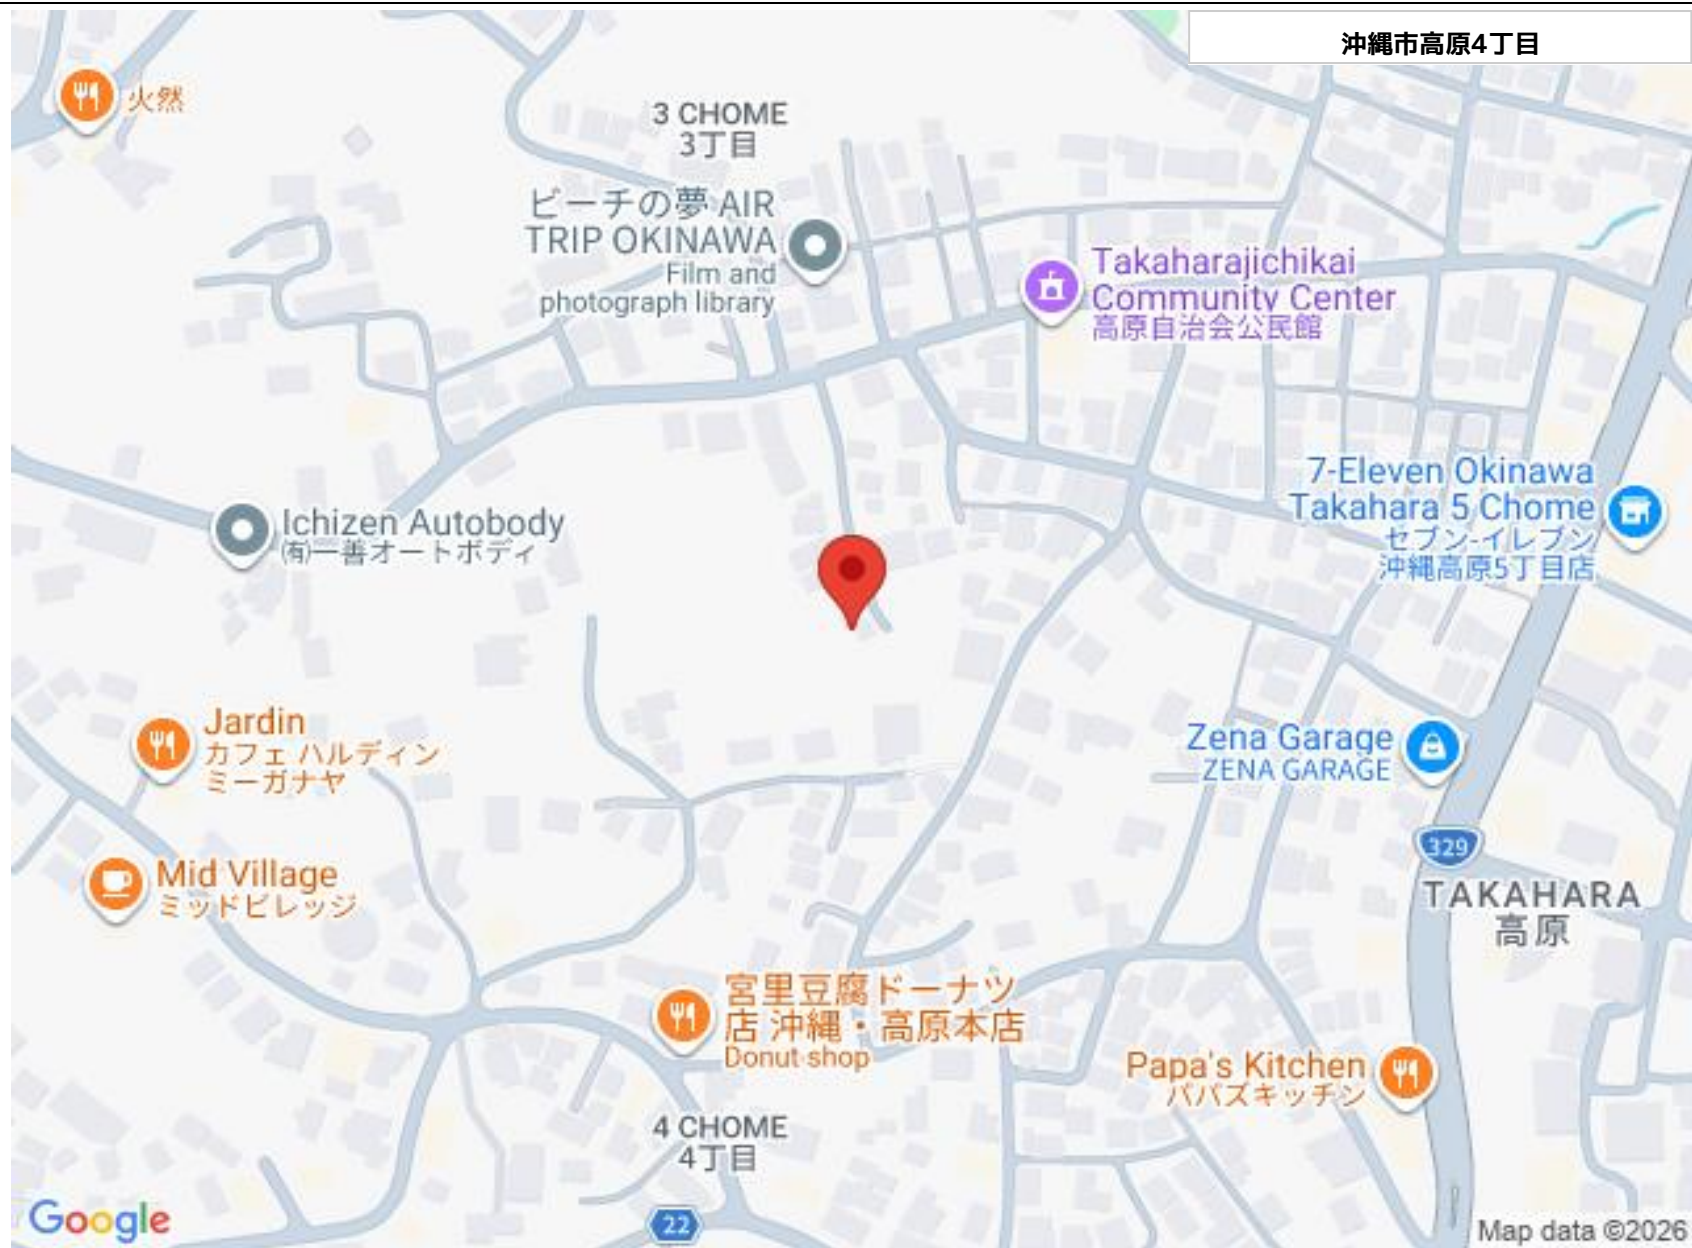 沖縄市高原4丁目
火然
3 CHOME
3丁目
ビーチの夢 AIR
TRIP OKINAWA
Film and
photograph library
Takaharajichikai
Community Center
高原自治会公民館
7-Eleven Okinawa
Takahara 5 Chome
セブン-イレブン
沖縄高原5丁目店
Ichizen Autobody
㈲一善オートボディ
Jardin
カフェ ハルディン
ミーガナヤ
Zena Garage
ZENA GARAGE
329
Mid Village
ミッドビレッジ
TAKAHARA
高原
宮里豆腐ドーナツ
店 沖縄・高原本店
Donut shop
Papa's Kitchen
パパズキッチン
4 CHOME
4丁目
22
Google
Map data ©2026